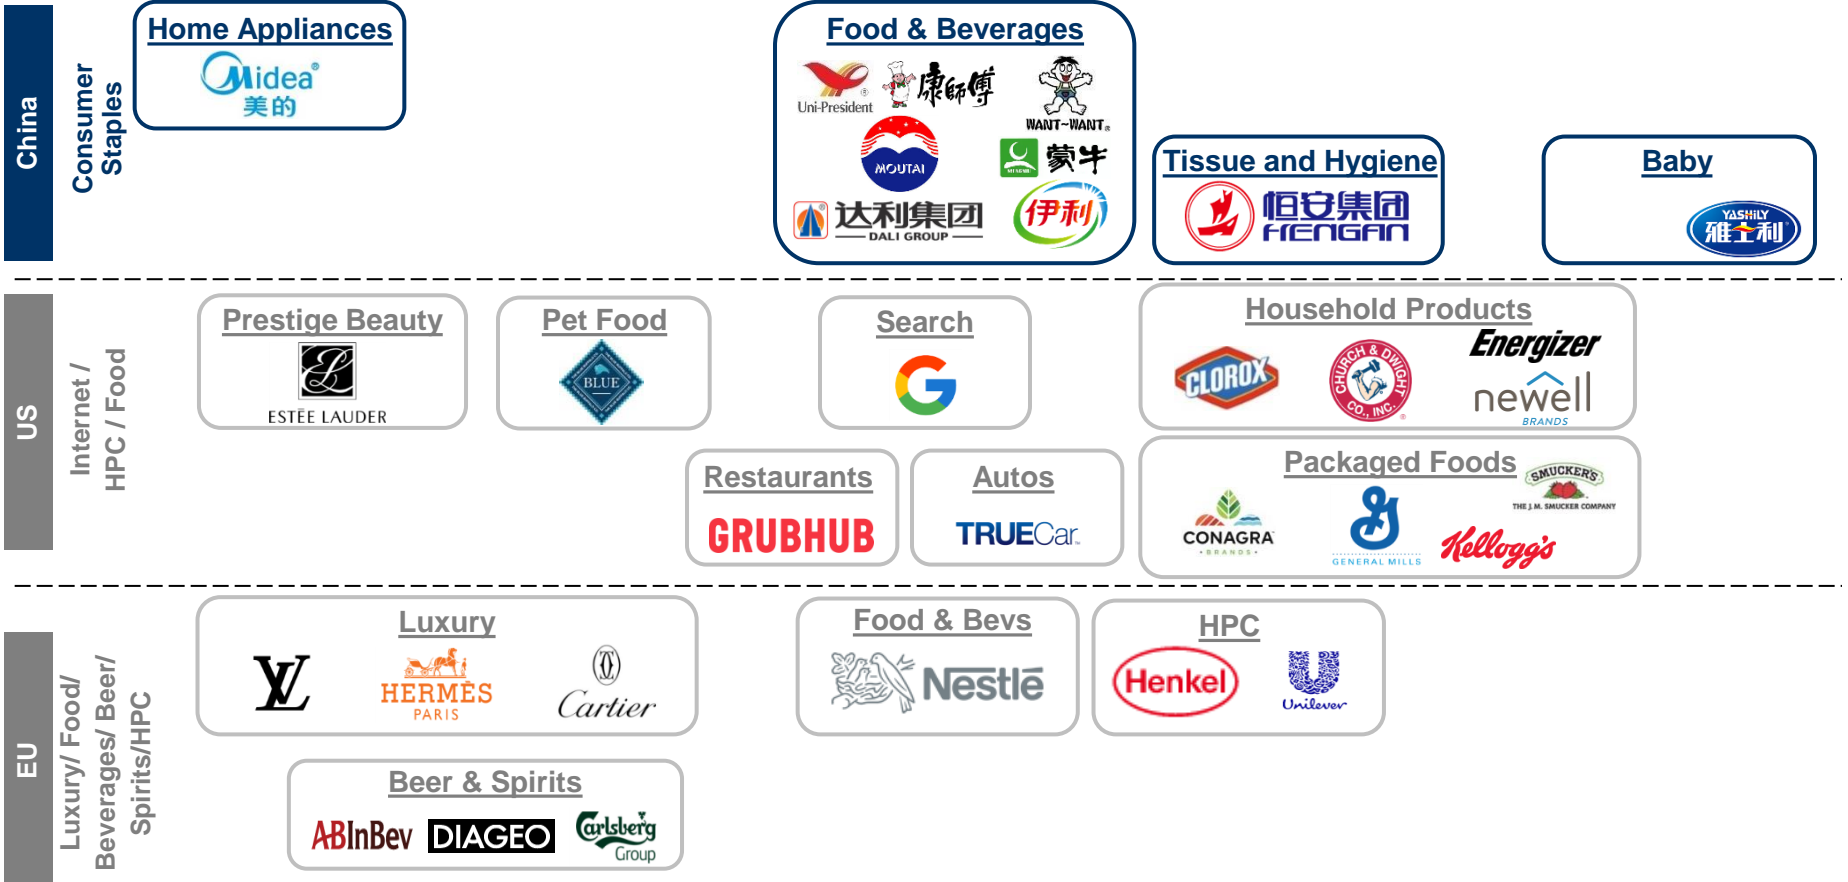 China
Consumer
Staples
Home Appliances
Midea®
美的
Food & Beverages
Uni-President
康師傅
WANT~WANT®
MOUTAI
MENGNIU
蒙牛
达利集团
DALI GROUP
伊利
Tissue and Hygiene
恒安集团
HENGAN
Baby
YASHILY
雅士利
US
Internet /
HPC / Food
Prestige Beauty
ESTĒE LAUDER
Pet Food
BLUE
Search
G
Household Products
CLOROX
CHURCH & DWIGHT
CO., INC.
Energizer
newell
BRANDS
Restaurants
GRUBHUB
Autos
TRUECar
Packaged Foods
CONAGRA
BRANDS
G
GENERAL MILLS
SMUCKER'S
THE J.M. SMUCKER COMPANY
Kellogg's
EU
Luxury/ Food/
Beverages/ Beer/
Spirits/HPC
Luxury
LV
HERMÈS
PARIS
Cartier
Food & Bevs
Nestlé
HPC
Henkel
Unilever
Beer & Spirits
ABInBev
DIAGEO
Carlsberg
Group